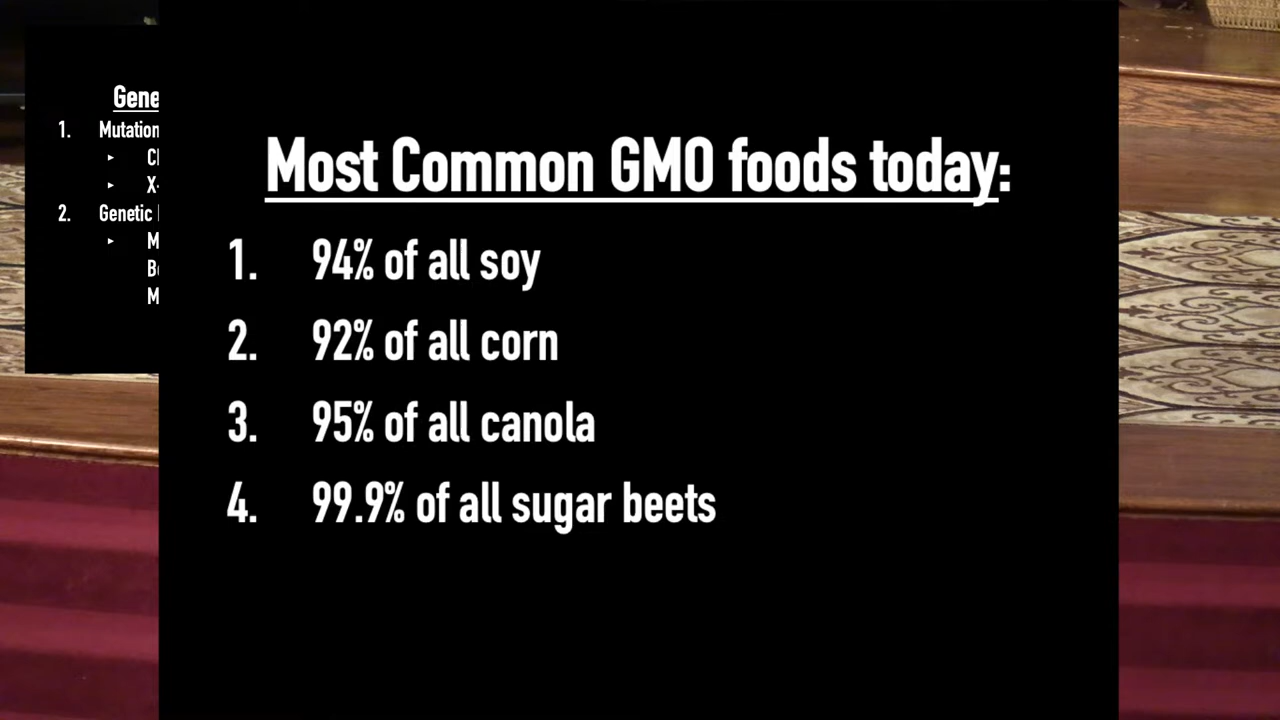 Gene
1. Mutation
2. Genetic
Most Common GMO foods today:
1. 94% of all soy
2. 92% of all corn
3. 95% of all canola
4. 99.9% of all sugar beets